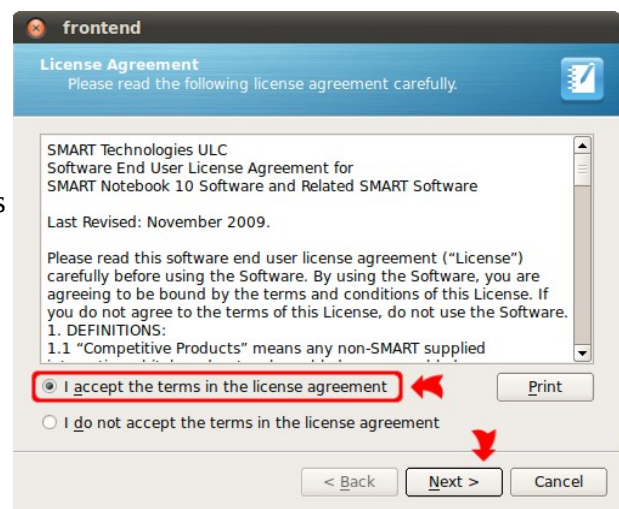 frontend
License Agreement
Please read the following license agreement carefully.
SMART Technologies ULC
Software End User License Agreement for
SMART Notebook 10 Software and Related SMART Software
Last Revised: November 2009.
Please read this software end user license agreement (“License”)
carefully before using the Software. By using the Software, you are
agreeing to be bound by the terms and conditions of this License. If
you do not agree to the terms of this License, do not use the Software.
1. DEFINITIONS:
1.1 “Competitive Products” means any non-SMART supplied
I accept the terms in the license agreement
Print
I do not accept the terms in the license agreement
< Back
Next >
Cancel